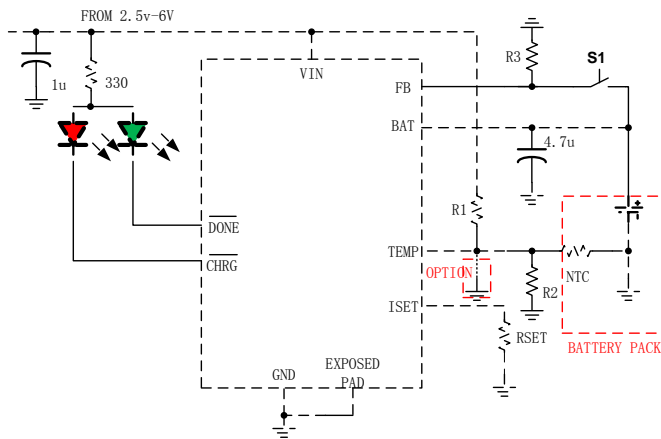 FROM 2.5v-6V
1u
330
VIN
R3
S1
FB
BAT
4.7u
R1
DONE
TEMP
CHRG
OPTION
R2
NTC
ISET
RSET
BATTERY PACK
GND
EXPOSED
PAD